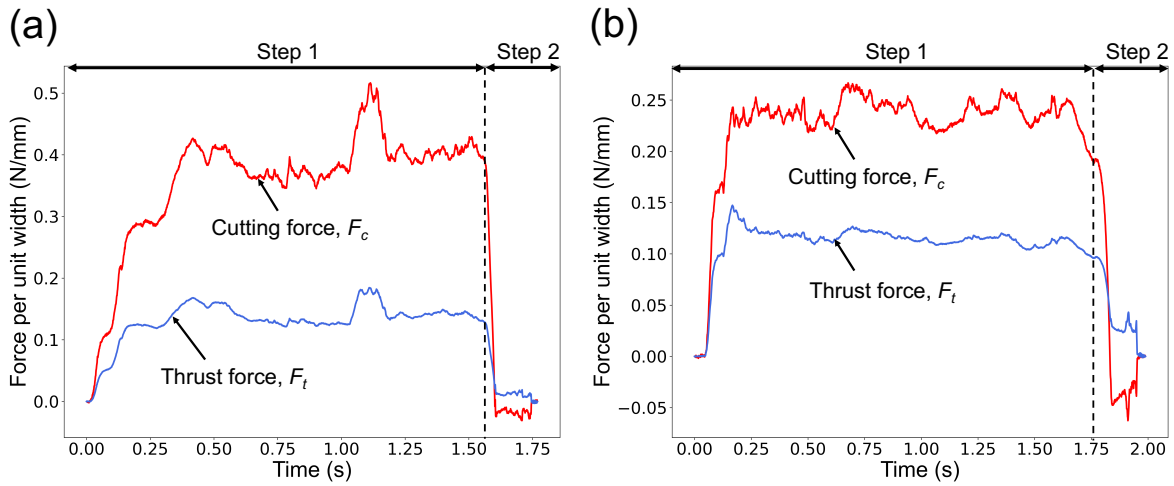 (a)
Step 1
Step 2
Force per unit width (N/mm)
0.5
0.4
0.3
0.2
0.1
0.0
Cutting force, Fc
Thrust force, Ft
0.00 0.25 0.50 0.75 1.00 1.25 1.50 1.75
Time (s)
(b)
Step 1
Step 2
Force per unit width (N/mm)
0.25
0.20
0.15
0.10
0.05
0.00
−0.05
Cutting force, Fc
Thrust force, Ft
0.00 0.25 0.50 0.75 1.00 1.25 1.50 1.75 2.00
Time (s)